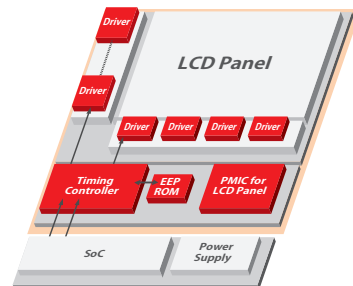 Driver
LCD Panel
Driver
Driver
Driver
Driver
Driver
Timing
Controller
EEP
ROM
PMIC for
LCD Panel
SoC
Power
Supply